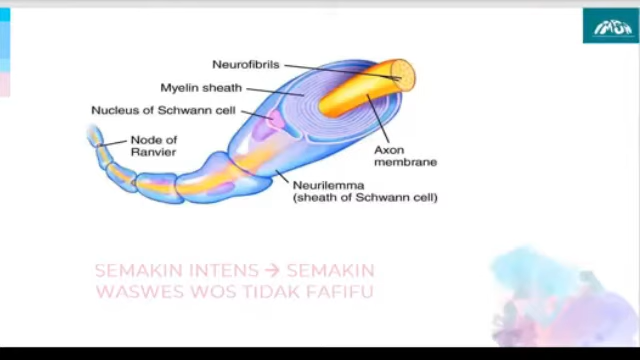 Neurofibrils
Myelin sheath
Nucleus of Schwann cell
Node of
Ranvier
Axon
membrane
Neurilemma
(sheath of Schwann cell)
SEMAKIN INTENS → SEMAKIN
WASWES WOS TIDAK FAFIFU